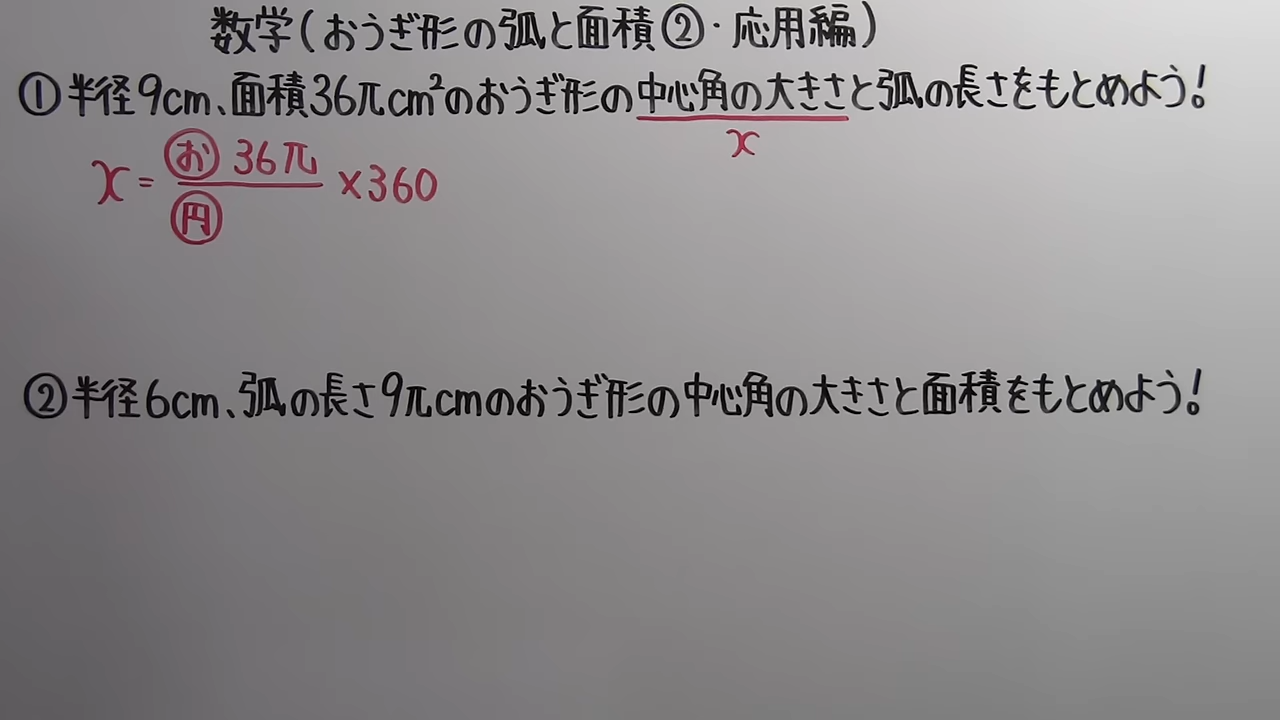 数学(おうぎ形の弧と面積②・応用編)
①半径9cm、面積36πcm²のおうぎ形の中心角の大きさと弧の長さをもとめよう!
x
x = お 36π / 円 ×360
②半径6cm、弧の長さ9πcmのおうぎ形の中心角の大きさと面積をもとめよう!